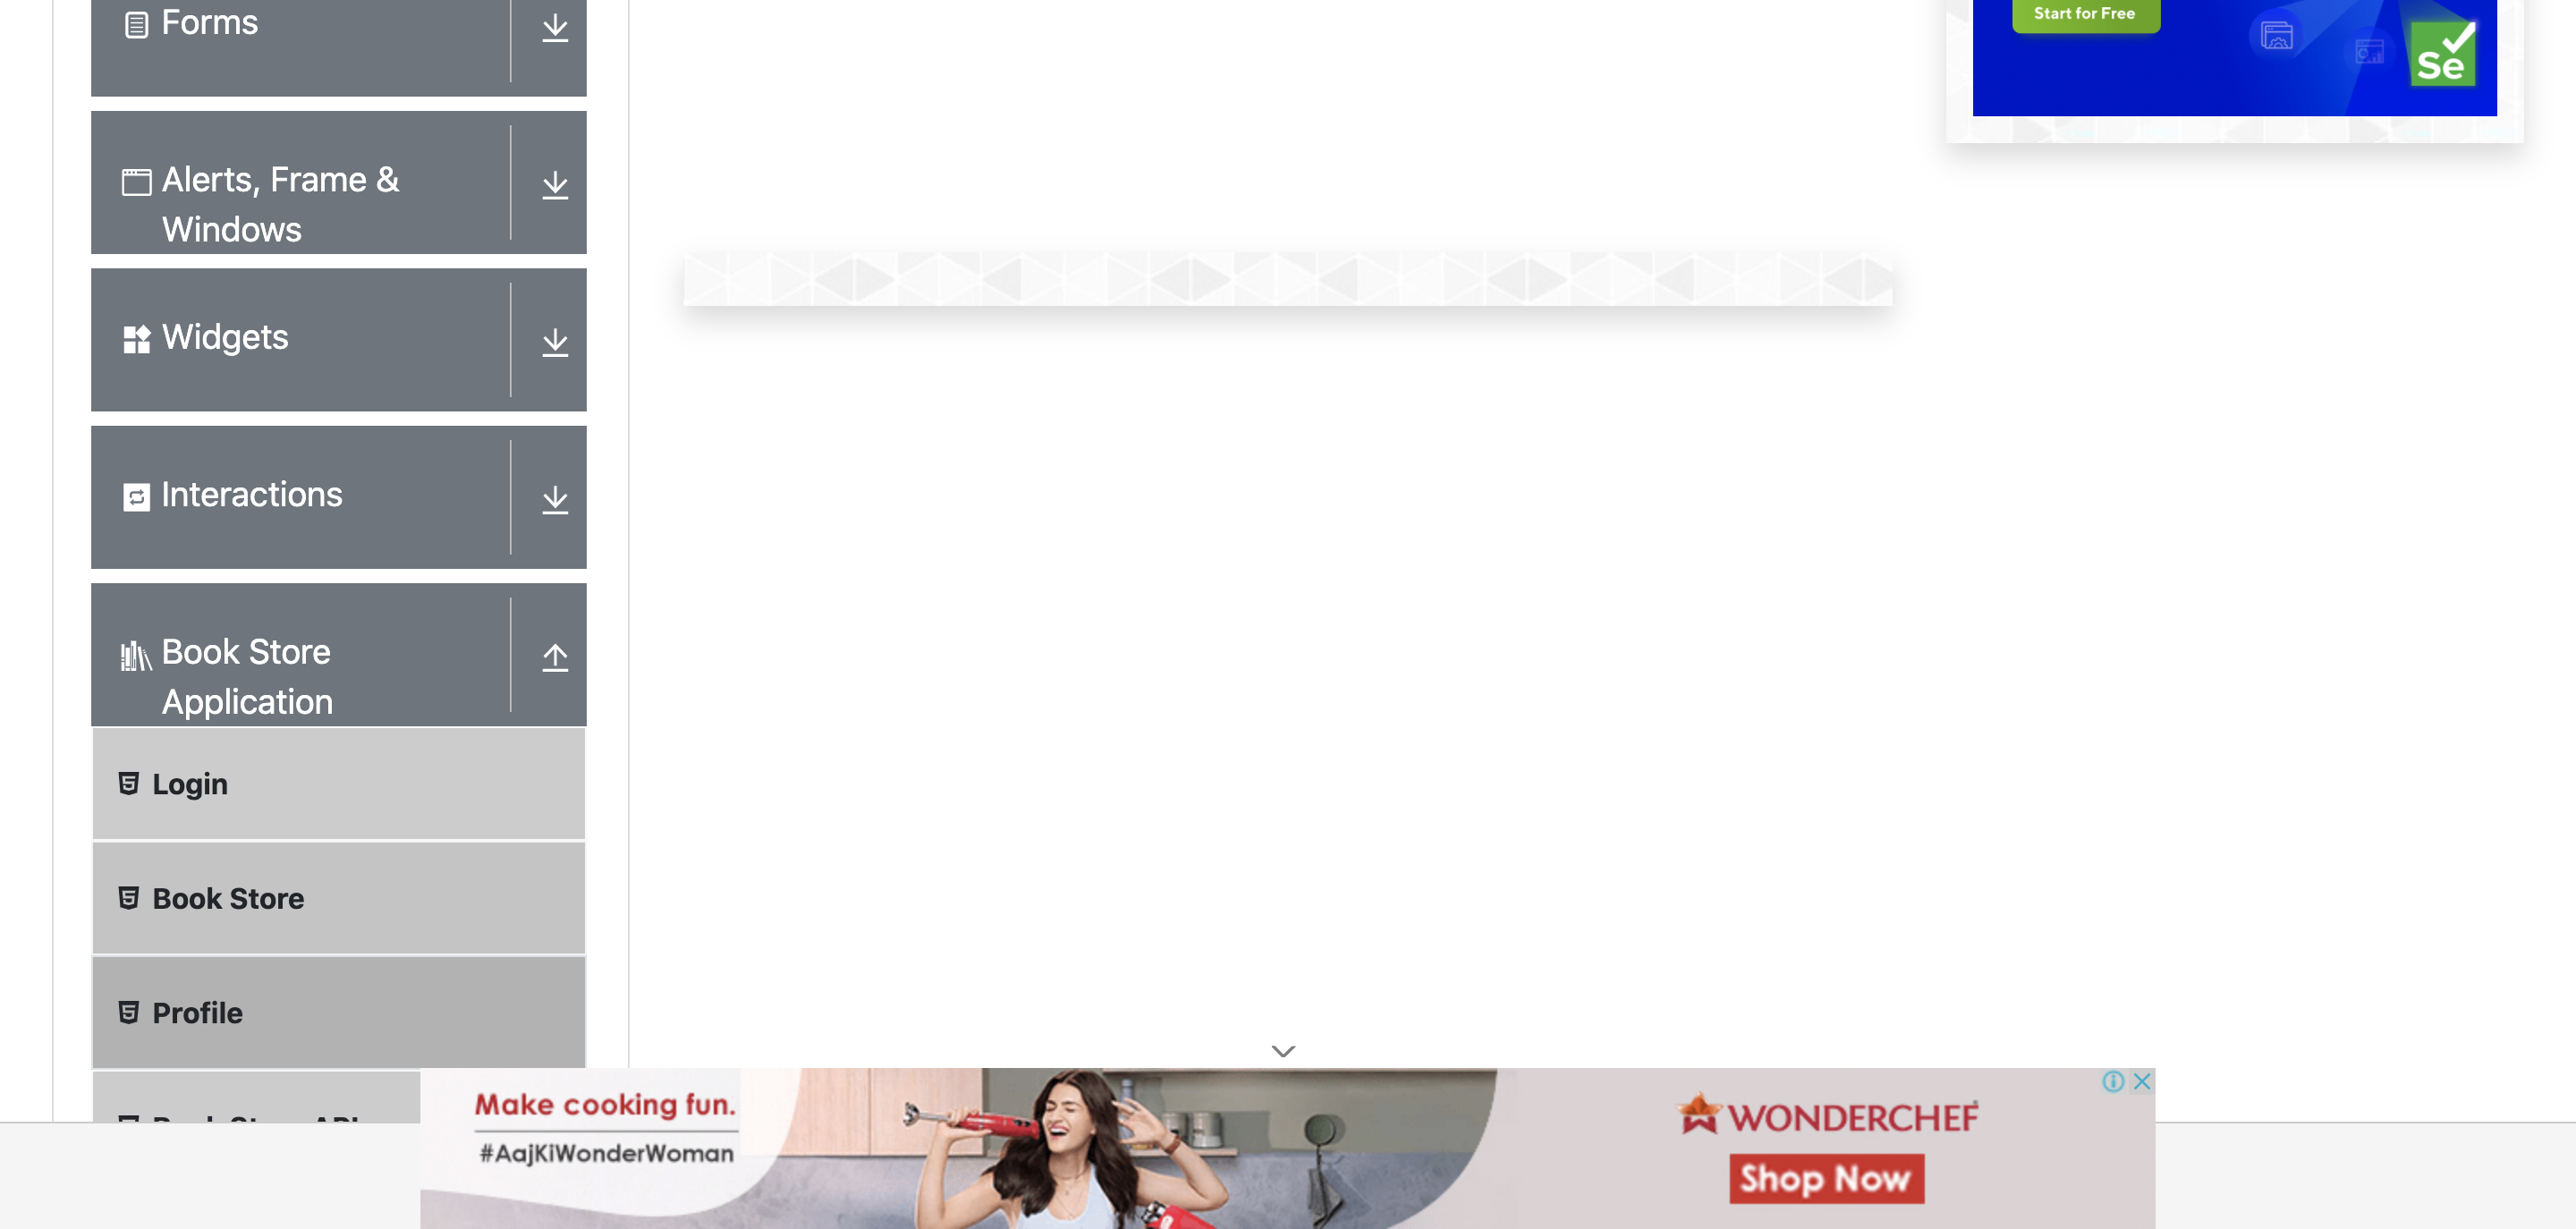 Forms
Start for Free
Se
Alerts, Frame &
Windows
Widgets
Interactions
Book Store
Application
Login
Book Store
Profile
Make cooking fun.
#AajKiWonderWoman
WONDERCHEF
Shop Now